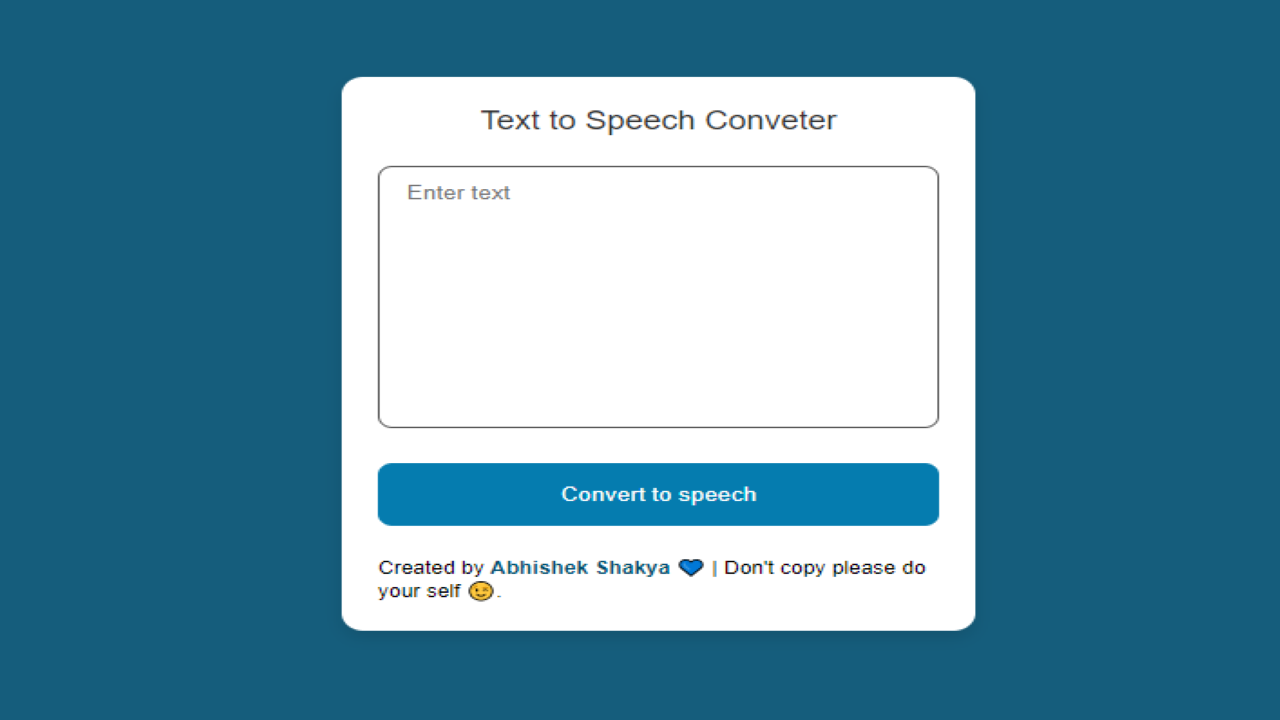 Text to Speech Conveter
Enter text
Convert to speech
Created by Abhishek Shakya 💙 | Don't copy please do
your self 😉.